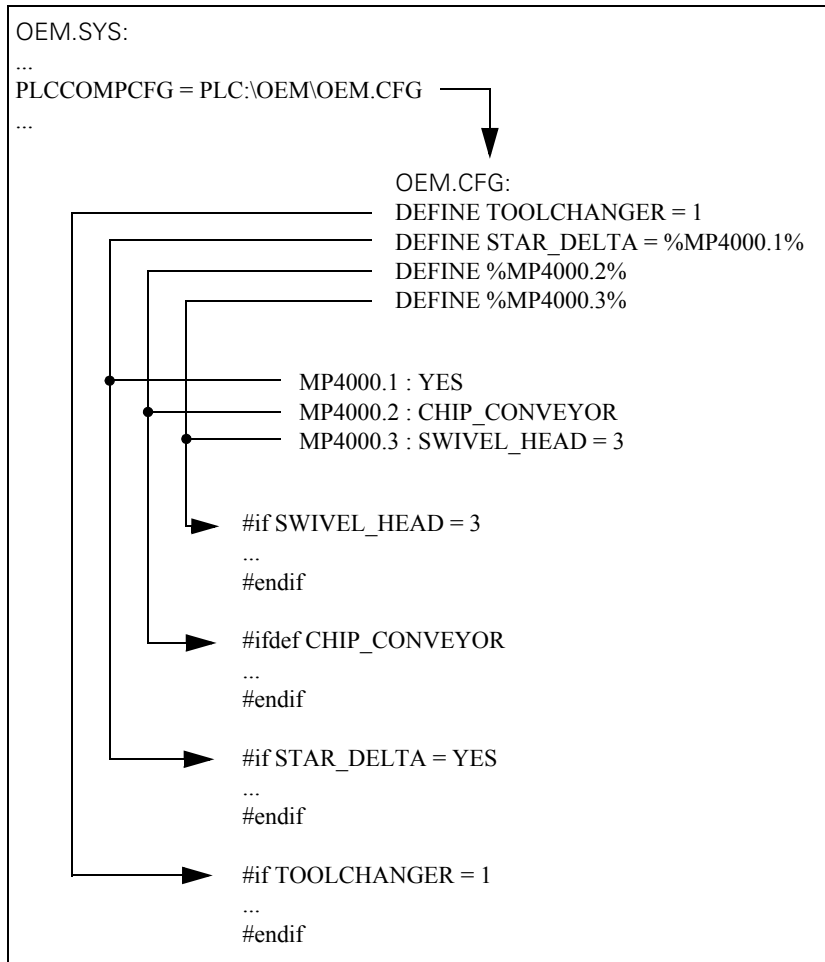 OEM.SYS:
...
PLCCOMPCFG = PLC:\OEM\OEM.CFG
...
OEM.CFG:
DEFINE TOOLCHANGER = 1
DEFINE STAR_DELTA = %MP4000.1%
DEFINE %MP4000.2%
DEFINE %MP4000.3%
MP4000.1 : YES
MP4000.2 : CHIP_CONVEYOR
MP4000.3 : SWIVEL_HEAD = 3
#if SWIVEL_HEAD = 3
...
#endif
#ifdef CHIP_CONVEYOR
...
#endif
#if STAR_DELTA = YES
...
#endif
#if TOOLCHANGER = 1
...
#endif